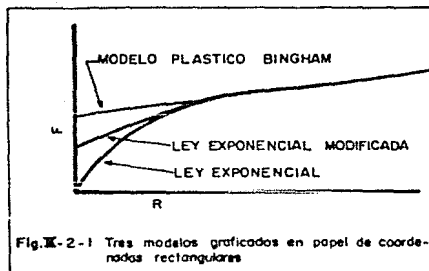 MODELO PLASTICO BINGHAM
F
LEY EXPONENCIAL MODIFICADA
LEY EXPONENCIAL
R
Fig. IX-2-1 Tres modelos graficados en papel de coorde-
nadas rectangulares